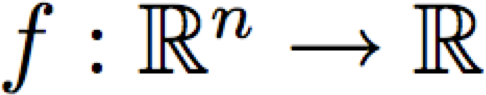 f : ℝⁿ → ℝ